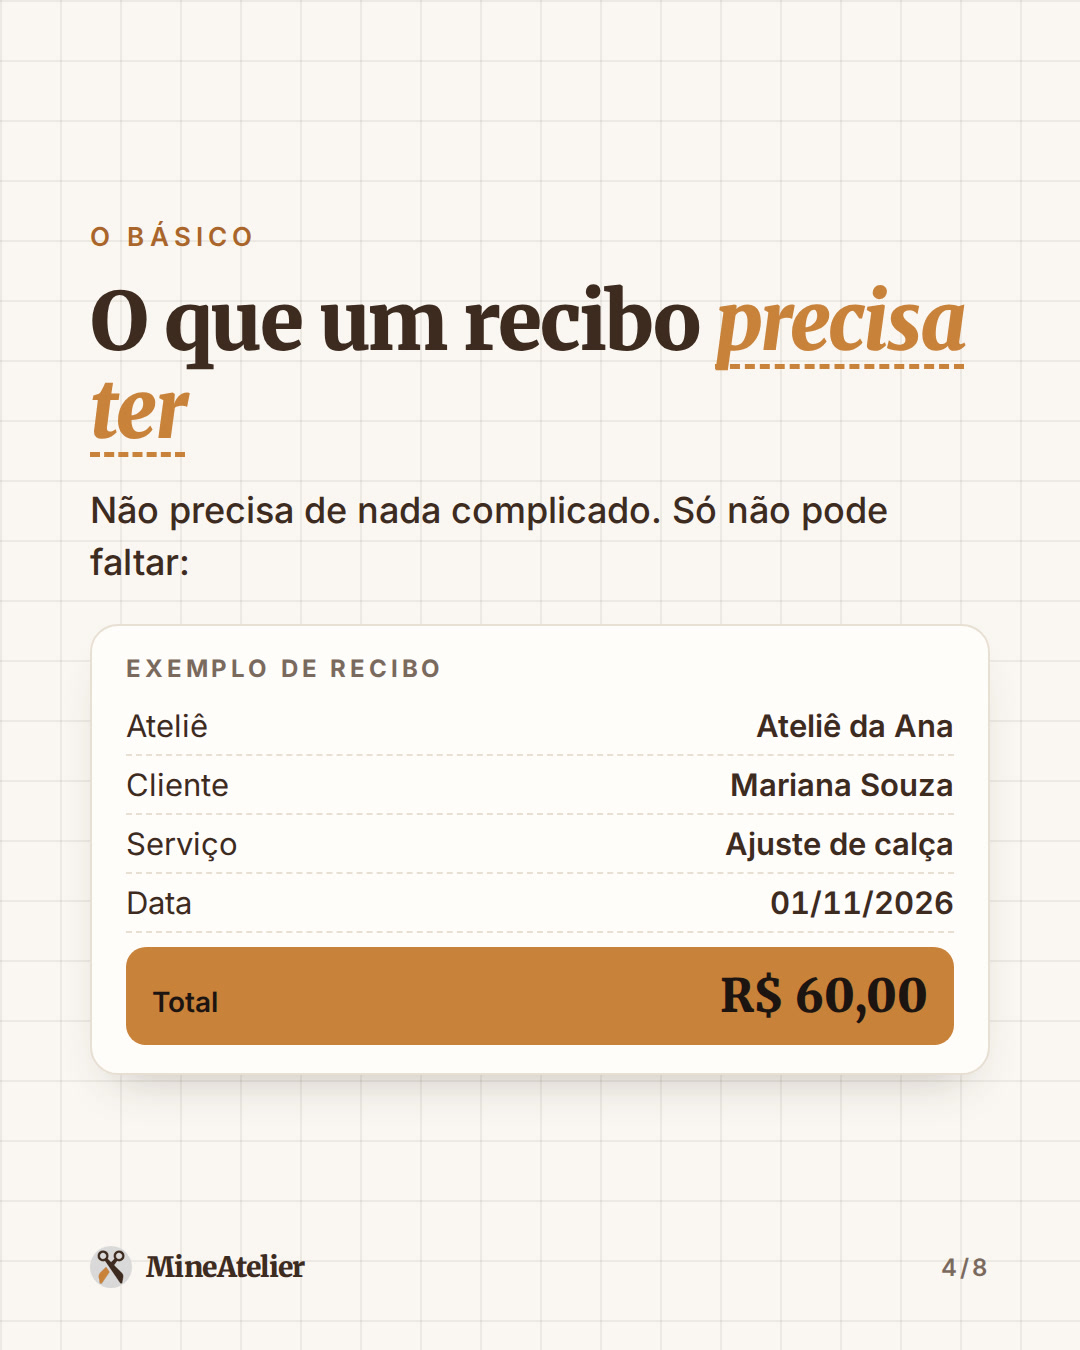 O BÁSICO
O que um recibo precisa
ter
Não precisa de nada complicado. Só não pode
faltar:
EXEMPLO DE RECIBO
Ateliê Ateliê da Ana
Cliente Mariana Souza
Serviço Ajuste de calça
Data 01/11/2026
Total R$ 60,00
MineAtelier 4/8